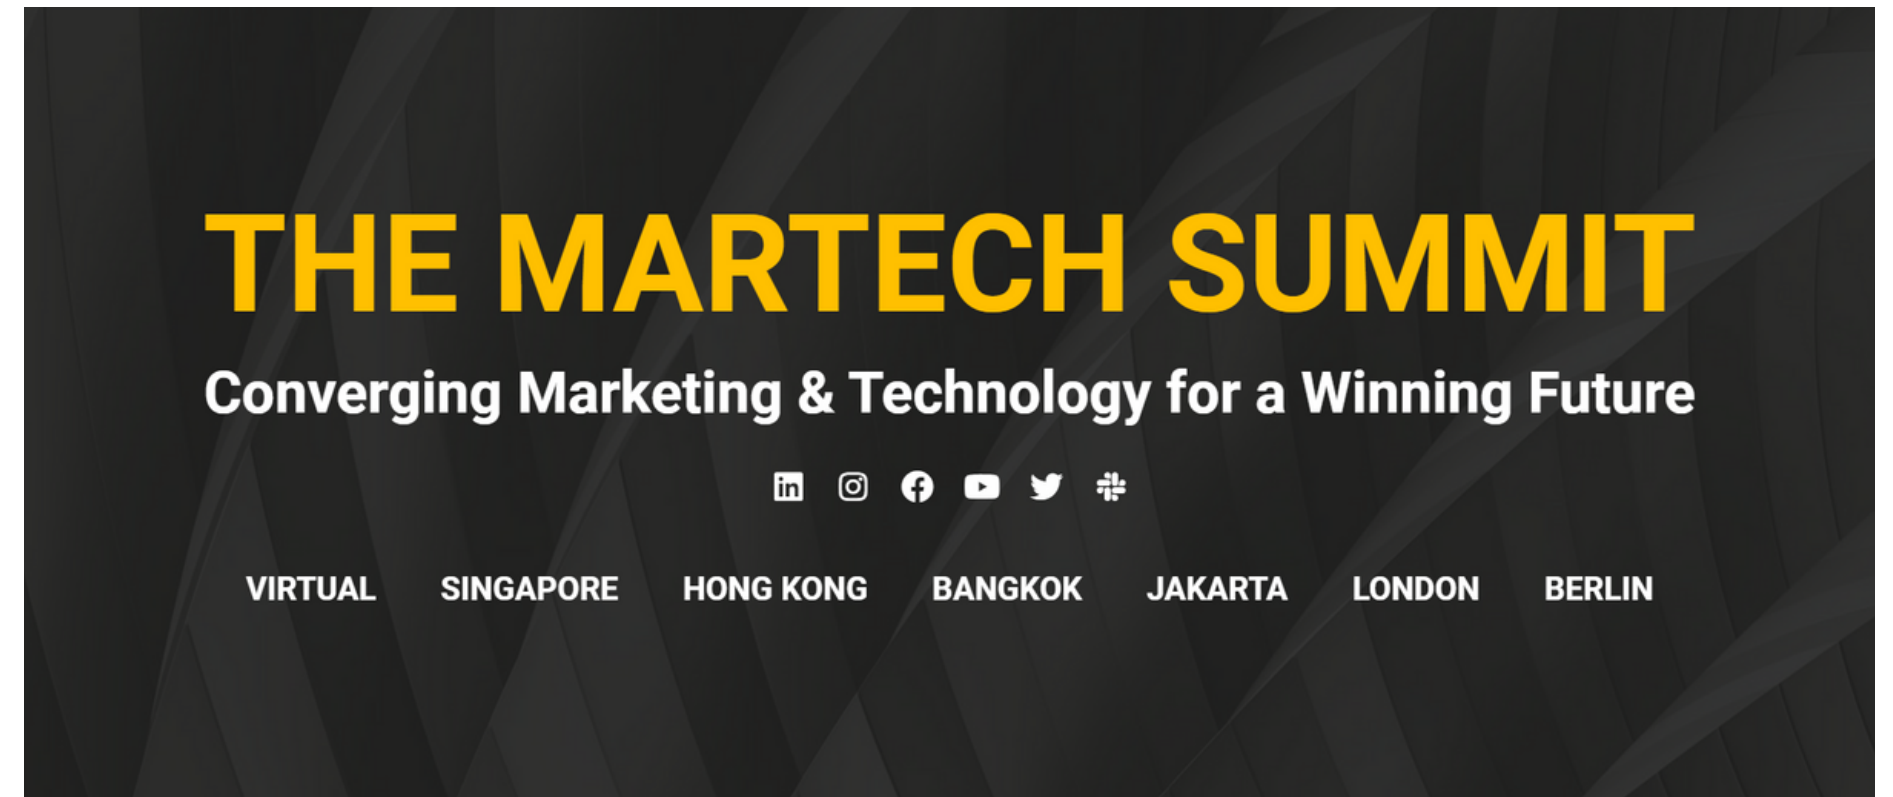 THE MARTECH SUMMIT
Converging Marketing & Technology for a Winning Future
VIRTUAL SINGAPORE HONG KONG BANGKOK JAKARTA LONDON BERLIN